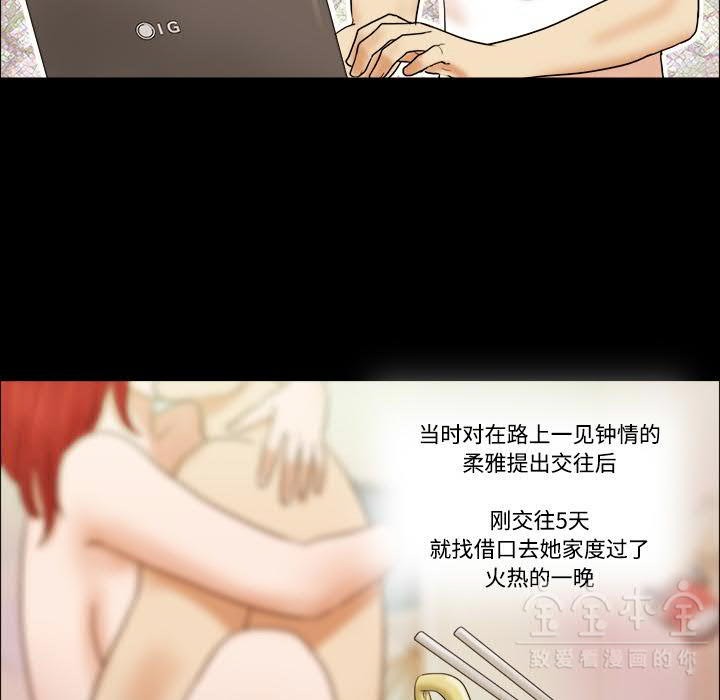 IG
当时对在路上一见钟情的
柔雅提出交往后
刚交往5天
就找借口去她家度过了
火热的一晚
致爱看漫画的你